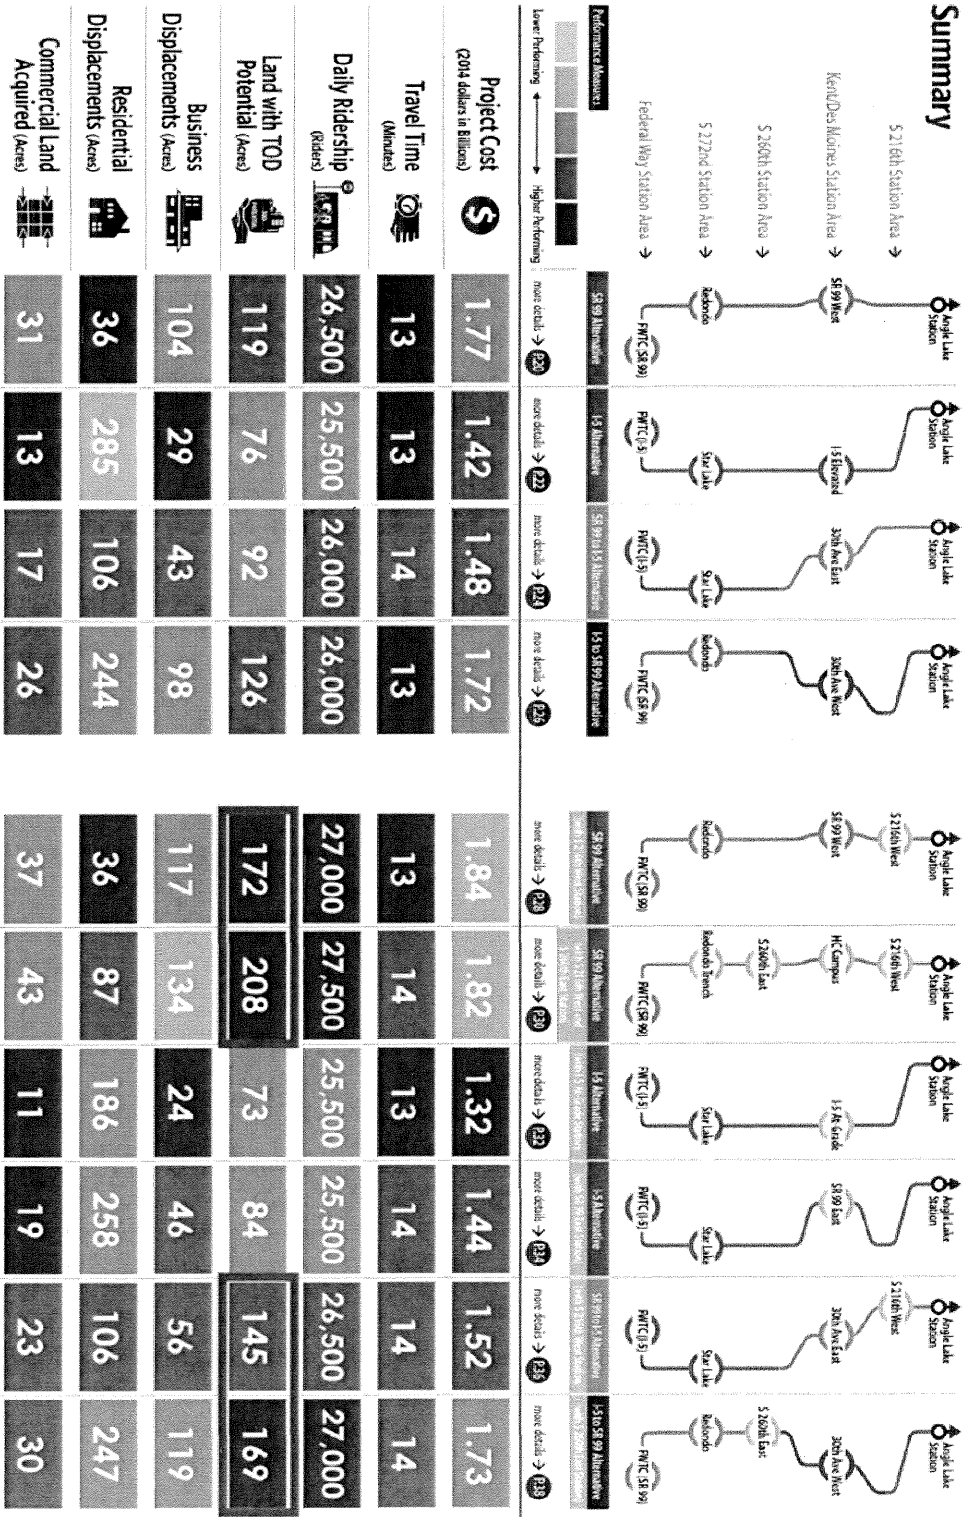 Summary
Angle Lake Station
Angle Lake Station
Angle Lake Station
Angle Lake Station
Angle Lake Station
Angle Lake Station
Angle Lake Station
Angle Lake Station
Angle Lake Station
Angle Lake Station
S 216th Station Area →
S 216th West
S 216th West
S 216th West
Kent/Des Moines Station Area →
SR 99 West
I-5 Elevated
30th Ave East
30th Ave West
SR 99 West
HC Campus
I-5 At-Grade
SR 99 East
30th Ave East
30th Ave West
S 260th Station Area →
S 260th East
S 260th East
S 272nd Station Area →
Redondo
Star Lake
Star Lake
Redondo
Redondo
Redondo Trench
Star Lake
Star Lake
Star Lake
Redondo
Federal Way Station Area →
FWTC (SR 99)
FWTC (I-5)
FWTC (I-5)
FWTC (SR 99)
FWTC (SR 99)
FWTC (SR 99)
FWTC (I-5)
FWTC (I-5)
FWTC (I-5)
FWTC (SR 99)
Performance Measures
SR 99 Alternative
I-5 Alternative
SR 99 to I-5 Alternative
I-5 to SR 99 Alternative
SR 99 Alternative
SR 99 Alternative
I-5 Alternative
I-5 Alternative
SR 99 to I-5 Alternative
I-5 to SR 99 Alternative
Lower Performing Higher Performing
more details → P.20
more details → P.22
more details → P.24
more details → P.26
more details → P.28
more details → P.30
more details → P.32
more details → P.34
more details → P.36
more details → P.38
Project Cost
(2014 dollars in Billions)
1.77 1.42 1.48 1.72 1.84 1.82 1.32 1.44 1.52 1.73
Travel Time
(Minutes)
13 13 14 13 13 14 13 14 14 14
Daily Ridership
(Riders)
26,500 25,500 26,000 26,000 27,000 27,500 25,500 25,500 26,500 27,000
Land with TOD
Potential (Acres)
119 76 92 126 172 208 73 84 145 169
Business
Displacements (Acres)
104 29 43 98 117 134 24 46 56 119
Residential
Displacements (Acres)
36 285 106 244 36 87 186 258 106 247
Commercial Land
Acquired (Acres)
31 13 17 26 37 43 11 19 23 30